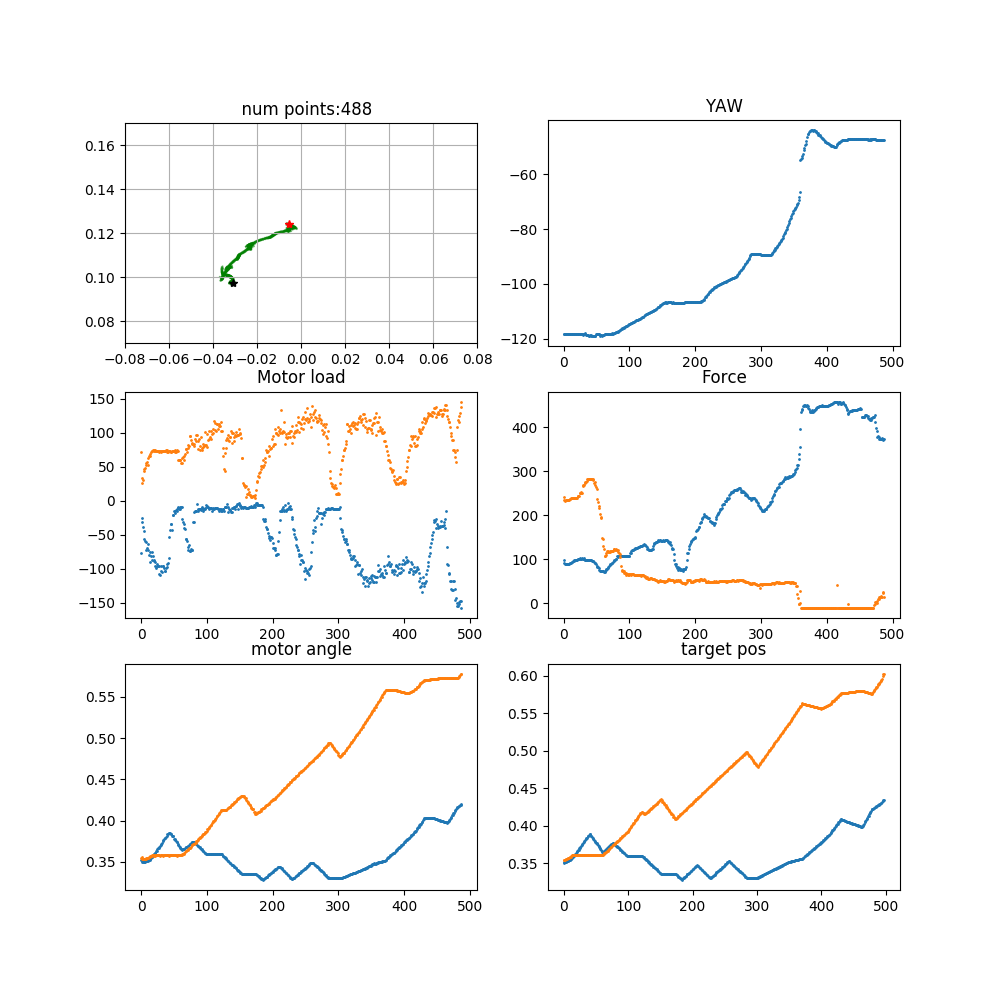 num points:488
YAW
0.16
0.14
0.12
0.10
0.08
−0.08 −0.06 −0.04 −0.02 0.00 0.02 0.04 0.06 0.08
−60
−80
−100
−120
0 100 200 300 400 500
Motor load
Force
150
100
50
0
−50
−100
−150
0 100 200 300 400 500
400
300
200
100
0
0 100 200 300 400 500
motor angle
target pos
0.55
0.50
0.45
0.40
0.35
0 100 200 300 400 500
0.60
0.55
0.50
0.45
0.40
0.35
0 100 200 300 400 500